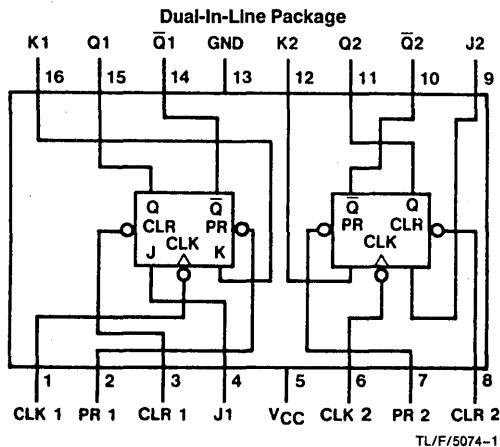 Dual-In-Line Package
K1 Q1 Q̅1 GND K2 Q2 Q̅2 J2
16 15 14 13 12 11 10 9
Q Q̅ Q̅ Q
CLR PR PR CLR
CLK CLK
J K
1 2 3 4 5 6 7 8
CLK 1 PR 1 CLR 1 J1 VCC CLK 2 PR 2 CLR 2
TL/F/5074-1